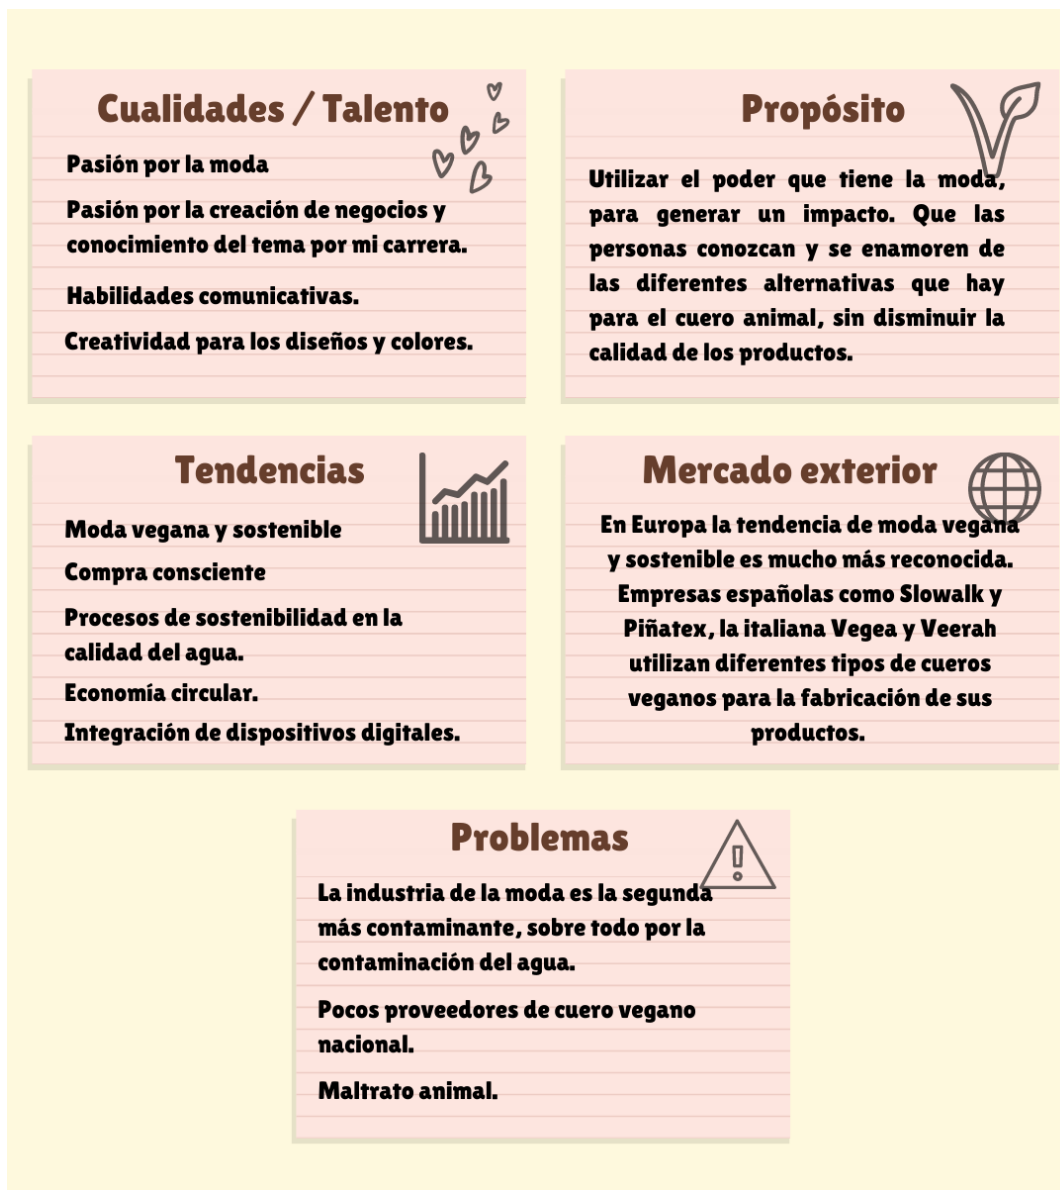 Cualidades / Talento
Pasión por la moda
Pasión por la creación de negocios y
conocimiento del tema por mi carrera.
Habilidades comunicativas.
Creatividad para los diseños y colores.
Propósito
Utilizar el poder que tiene la moda,
para generar un impacto. Que las
personas conozcan y se enamoren de
las diferentes alternativas que hay
para el cuero animal, sin disminuir la
calidad de los productos.
Tendencias
Moda vegana y sostenible
Compra consciente
Procesos de sostenibilidad en la
calidad del agua.
Economía circular.
Integración de dispositivos digitales.
Mercado exterior
En Europa la tendencia de moda vegana
y sostenible es mucho más reconocida.
Empresas españolas como Slowalk y
Piñatex, la italiana Vegea y Veerah
utilizan diferentes tipos de cueros
veganos para la fabricación de sus
productos.
Problemas
La industria de la moda es la segunda
más contaminante, sobre todo por la
contaminación del agua.
Pocos proveedores de cuero vegano
nacional.
Maltrato animal.